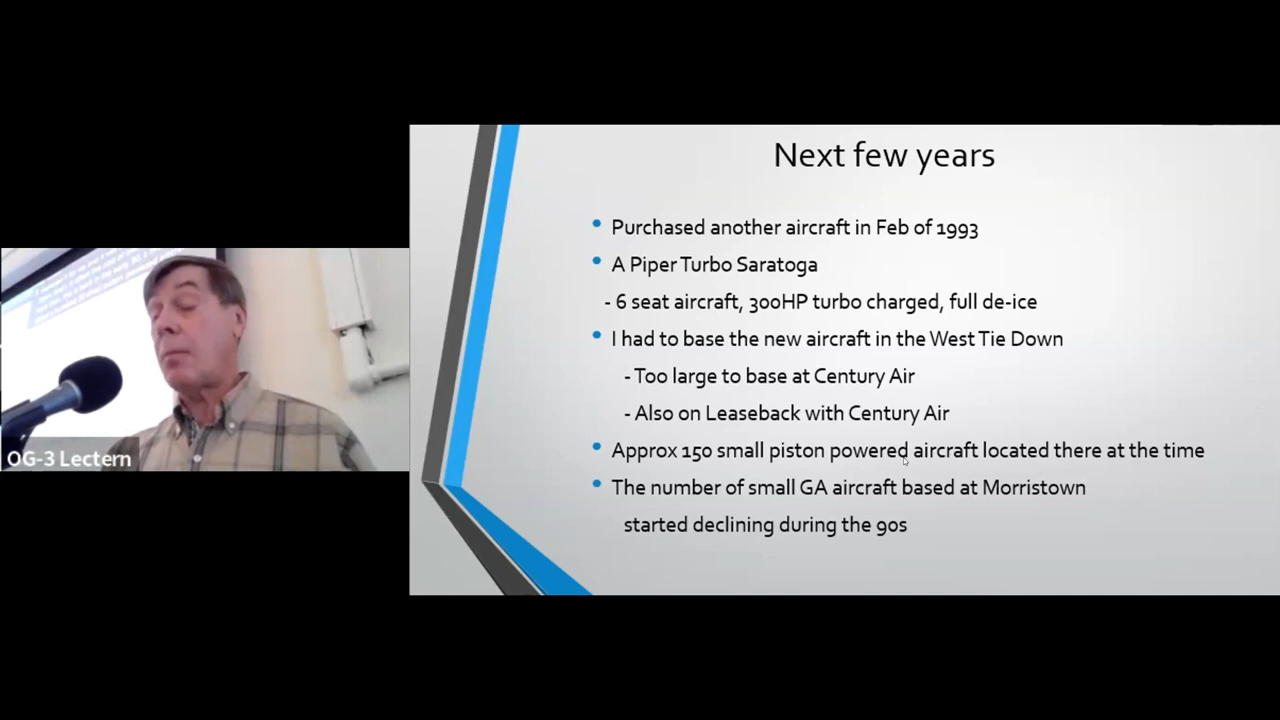 Next few years
Purchased another aircraft in Feb of 1993
A Piper Turbo Saratoga
- 6 seat aircraft, 300HP turbo charged, full de-ice
I had to base the new aircraft in the West Tie Down
- Too large to base at Century Air
- Also on Leaseback with Century Air
Approx 150 small piston powered aircraft located there at the time
The number of small GA aircraft based at Morristown
started declining during the 90s
OG-3 Lectern